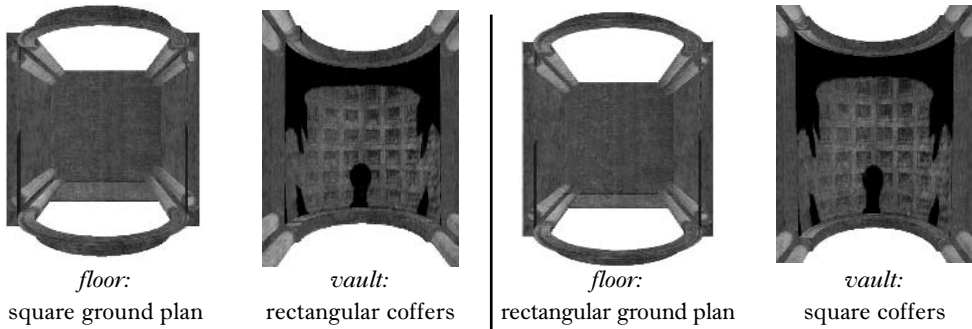 floor:
square ground plan
vault:
rectangular coffers
floor:
rectangular ground plan
vault:
square coffers